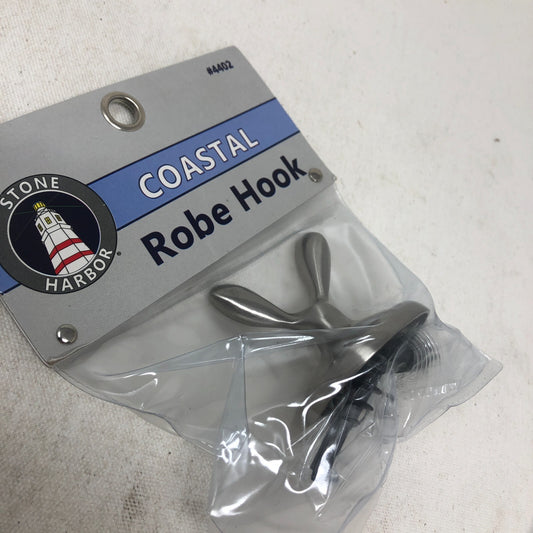 #4402
COASTAL
Robe Hook
STONE
HARBOR®